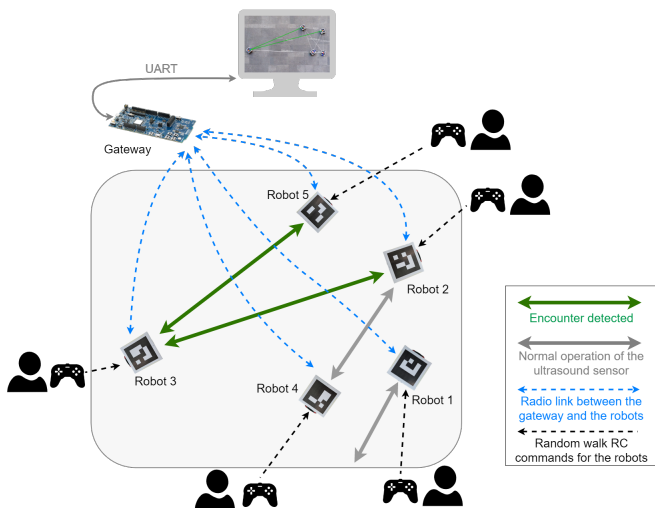 UART
Gateway
Robot 5
Robot 2
Robot 3
Robot 4
Robot 1
Encounter detected
Normal operation of the
ultrasound sensor
Radio link between the
gateway and the robots
Random walk RC
commands for the robots